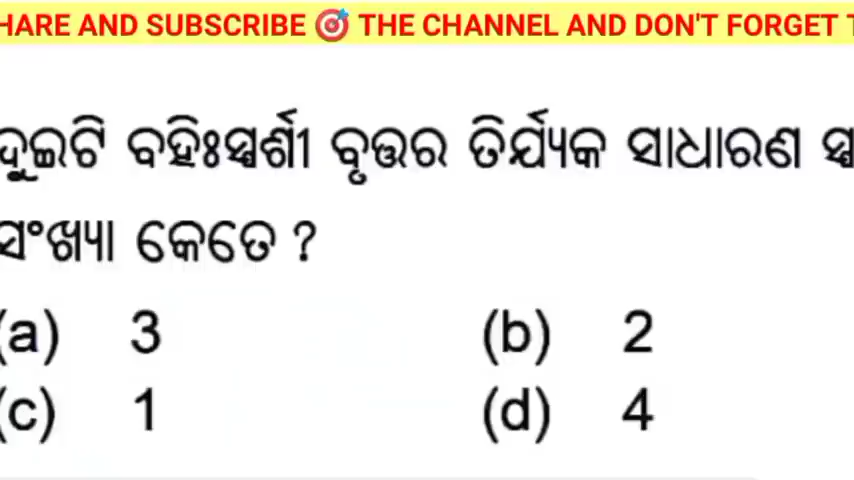 HARE AND SUBSCRIBE 🎯 THE CHANNEL AND DON'T FORGET
ଦୁଇଟି ବହିଃସ୍ପର୍ଶୀ ବୃତ୍ତର ତିର୍ଯ୍ୟକ ସାଧାରଣ
ସଂଖ୍ୟା କେତେ ?
(a) 3 (b) 2
(c) 1 (d) 4